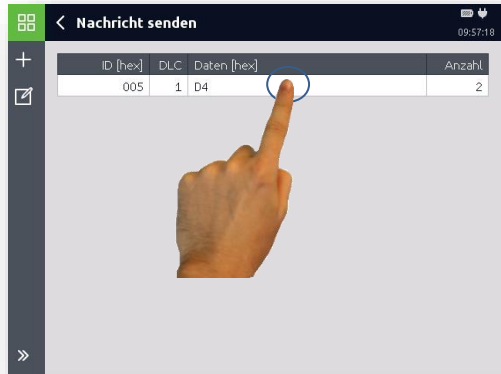 Nachricht senden
09:57:18
ID [hex] DLC Daten [hex] Anzahl
005 1 D4 2